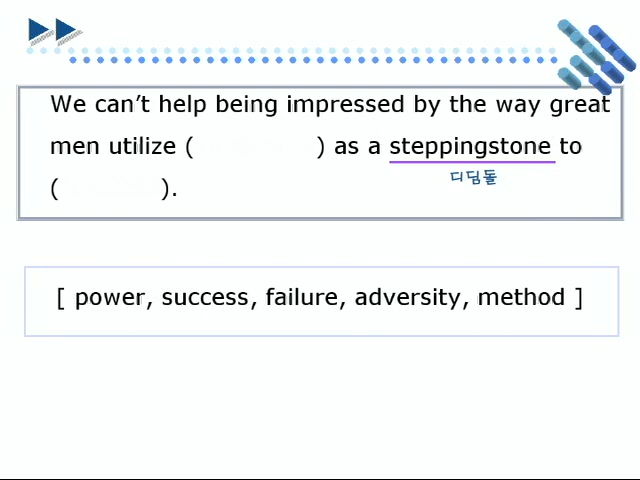 We can't help being impressed by the way great
men utilize (          ) as a steppingstone to
디딤돌
(          ).
[ power, success, failure, adversity, method ]